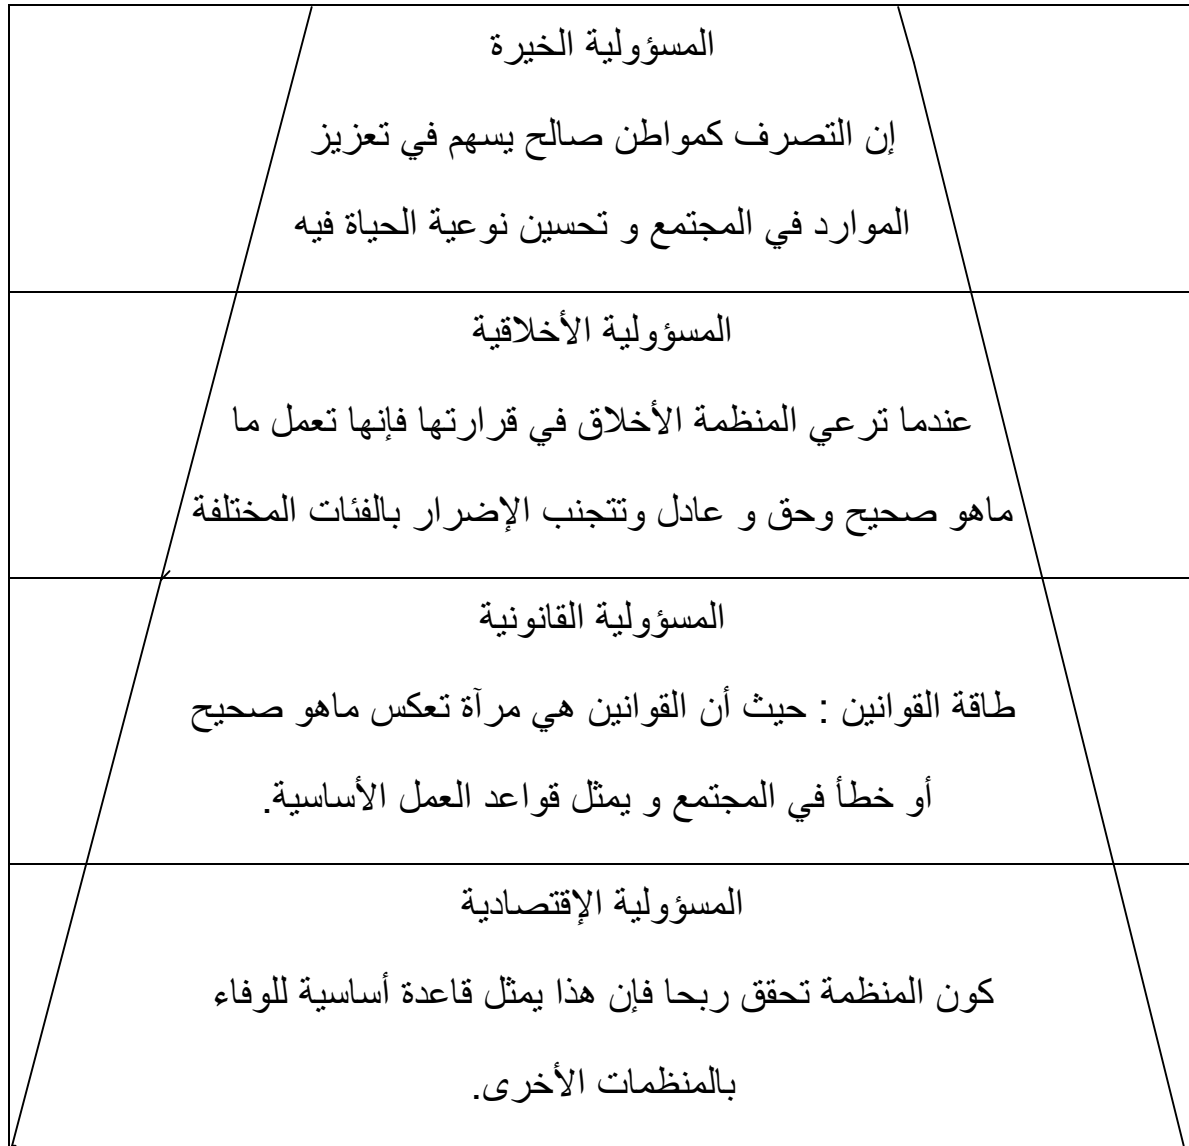 المسؤولية الخيرة
إن التصرف كمواطن صالح يسهم في تعزيز
الموارد في المجتمع و تحسين نوعية الحياة فيه
المسؤولية الأخلاقية
عندما ترعي المنظمة الأخلاق في قرارتها فإنها تعمل ما
ماهو صحيح وحق و عادل وتتجنب الإضرار بالفئات المختلفة
المسؤولية القانونية
طاقة القوانين : حيث أن القوانين هي مرآة تعكس ماهو صحيح
أو خطأ في المجتمع و يمثل قواعد العمل الأساسية.
المسؤولية الإقتصادية
كون المنظمة تحقق ربحا فإن هذا يمثل قاعدة أساسية للوفاء
بالمنظمات الأخرى.